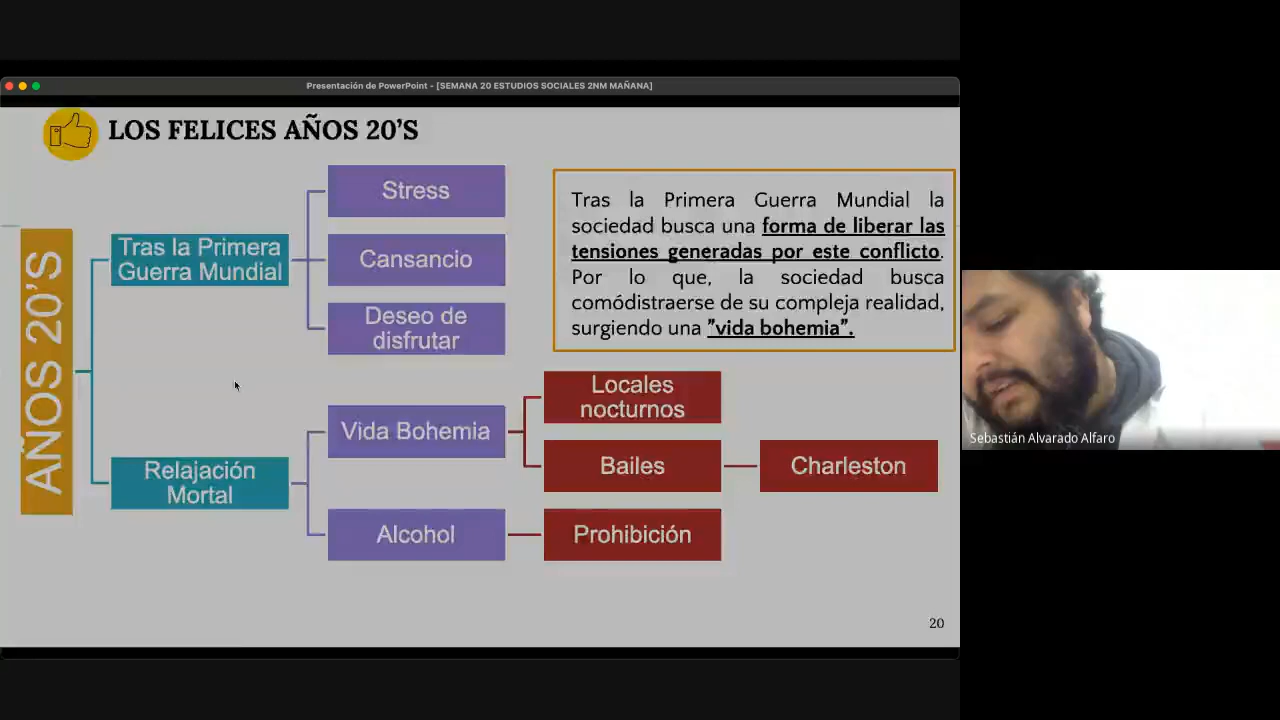 Presentación de PowerPoint - [SEMANA 20 ESTUDIOS SOCIALES 2NM MAÑANA]
LOS FELICES AÑOS 20’S
AÑOS 20’S
Tras la Primera
Guerra Mundial
Stress
Cansancio
Deseo de
disfrutar
Tras la Primera Guerra Mundial la
sociedad busca una forma de liberar las
tensiones generadas por este conflicto.
Por lo que, la sociedad busca
comódistraerse de su compleja realidad,
surgiendo una ”vida bohemia”.
Relajación
Mortal
Vida Bohemia
Locales
nocturnos
Bailes
Charleston
Alcohol
Prohibición
20
Sebastián Alvarado Alfaro